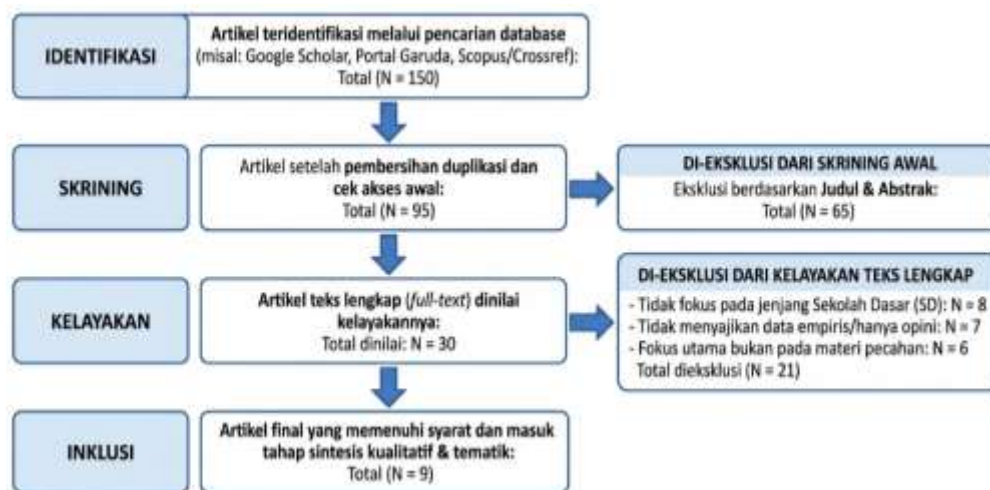 IDENTIFIKASI
Artikel teridentifikasi melalui pencarian database
(misal: Google Scholar, Portal Garuda, Scopus/Crossref):
Total (N = 150)
SKRINING
Artikel setelah pembersihan duplikasi dan
cek akses awal:
Total (N = 95)
DI-EKSKLUSI DARI SKRINING AWAL
Eksklusi berdasarkan Judul & Abstrak:
Total (N = 65)
KELAYAKAN
Artikel teks lengkap (full-text) dinilai
kelayakannya:
Total dinilai: N = 30
DI-EKSKLUSI DARI KELAYAKAN TEKS LENGKAP
- Tidak fokus pada jenjang Sekolah Dasar (SD): N = 8
- Tidak menyajikan data empiris/hanya opini: N = 7
- Fokus utama bukan pada materi pecahan: N = 6
Total dieksklusi (N = 21)
INKLUSI
Artikel final yang memenuhi syarat dan masuk
tahap sintesis kualitatif & tematik:
Total (N = 9)